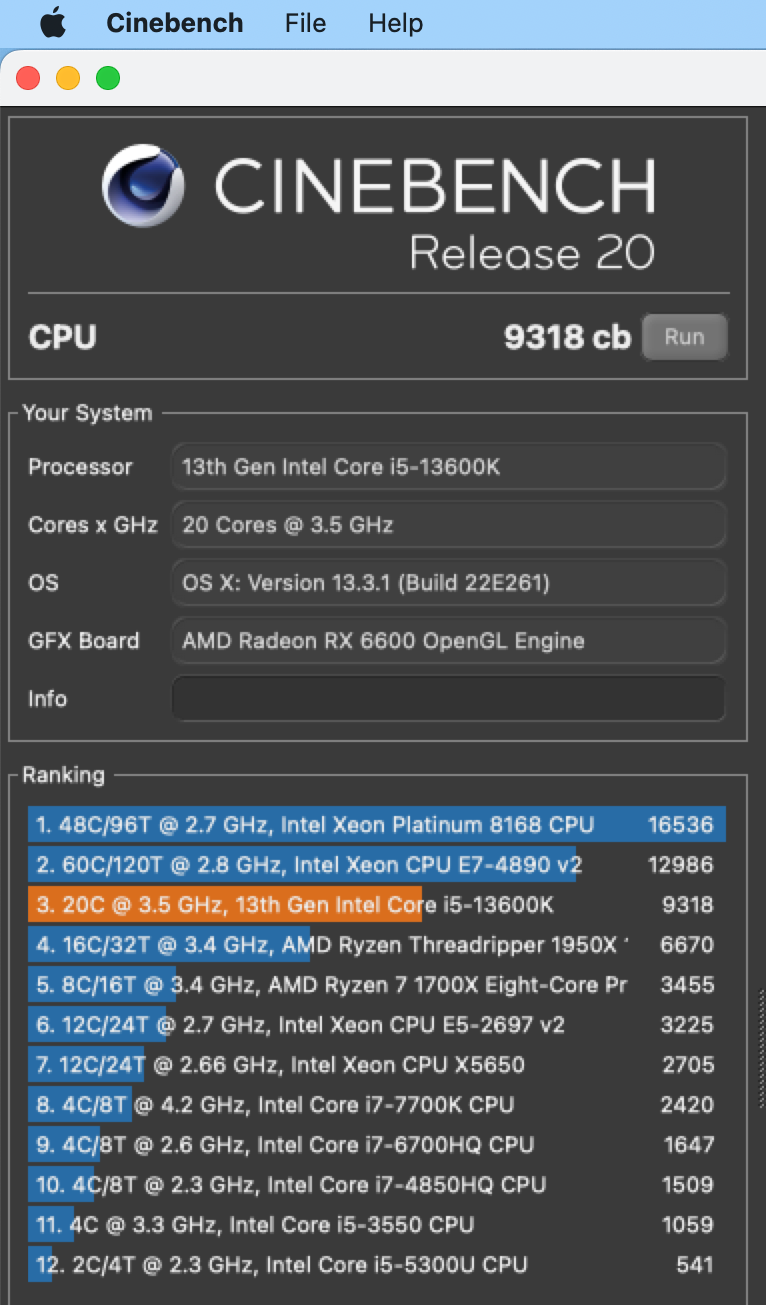 Cinebench File Help
CINEBENCH
Release 20
CPU 9318 cb Run
Your System
Processor 13th Gen Intel Core i5-13600K
Cores x GHz 20 Cores @ 3.5 GHz
OS OS X: Version 13.3.1 (Build 22E261)
GFX Board AMD Radeon RX 6600 OpenGL Engine
Info
Ranking
1. 48C/96T @ 2.7 GHz, Intel Xeon Platinum 8168 CPU 16536
2. 60C/120T @ 2.8 GHz, Intel Xeon CPU E7-4890 v2 12986
3. 20C @ 3.5 GHz, 13th Gen Intel Core i5-13600K 9318
4. 16C/32T @ 3.4 GHz, AMD Ryzen Threadripper 1950X 6670
5. 8C/16T @ 3.4 GHz, AMD Ryzen 7 1700X Eight-Core Pr 3455
6. 12C/24T @ 2.7 GHz, Intel Xeon CPU E5-2697 v2 3225
7. 12C/24T @ 2.66 GHz, Intel Xeon CPU X5650 2705
8. 4C/8T @ 4.2 GHz, Intel Core i7-7700K CPU 2420
9. 4C/8T @ 2.6 GHz, Intel Core i7-6700HQ CPU 1647
10. 4C/8T @ 2.3 GHz, Intel Core i7-4850HQ CPU 1509
11. 4C @ 3.3 GHz, Intel Core i5-3550 CPU 1059
12. 2C/4T @ 2.3 GHz, Intel Core i5-5300U CPU 541